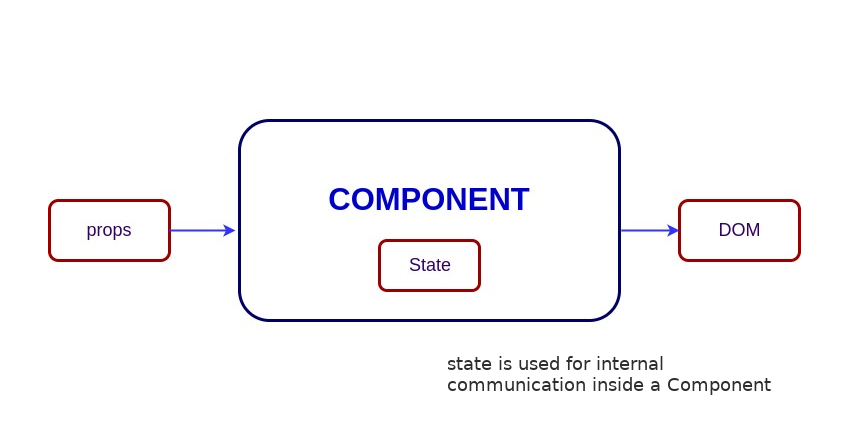 COMPONENT
props
State
DOM
state is used for internal
communication inside a Component